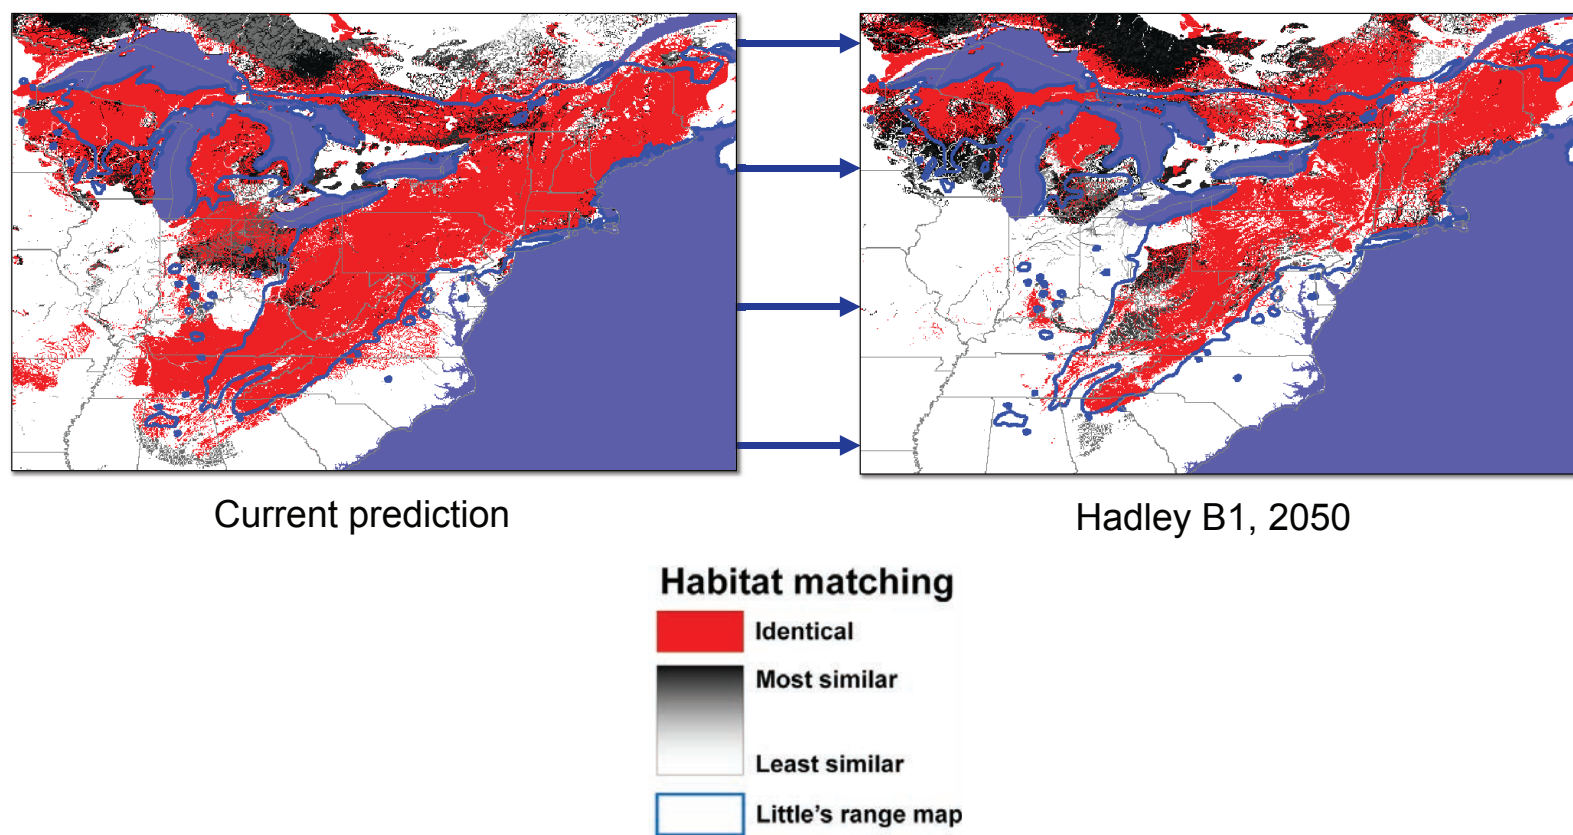 Current prediction
Hadley B1, 2050
Habitat matching
Identical
Most similar
Least similar
Little's range map